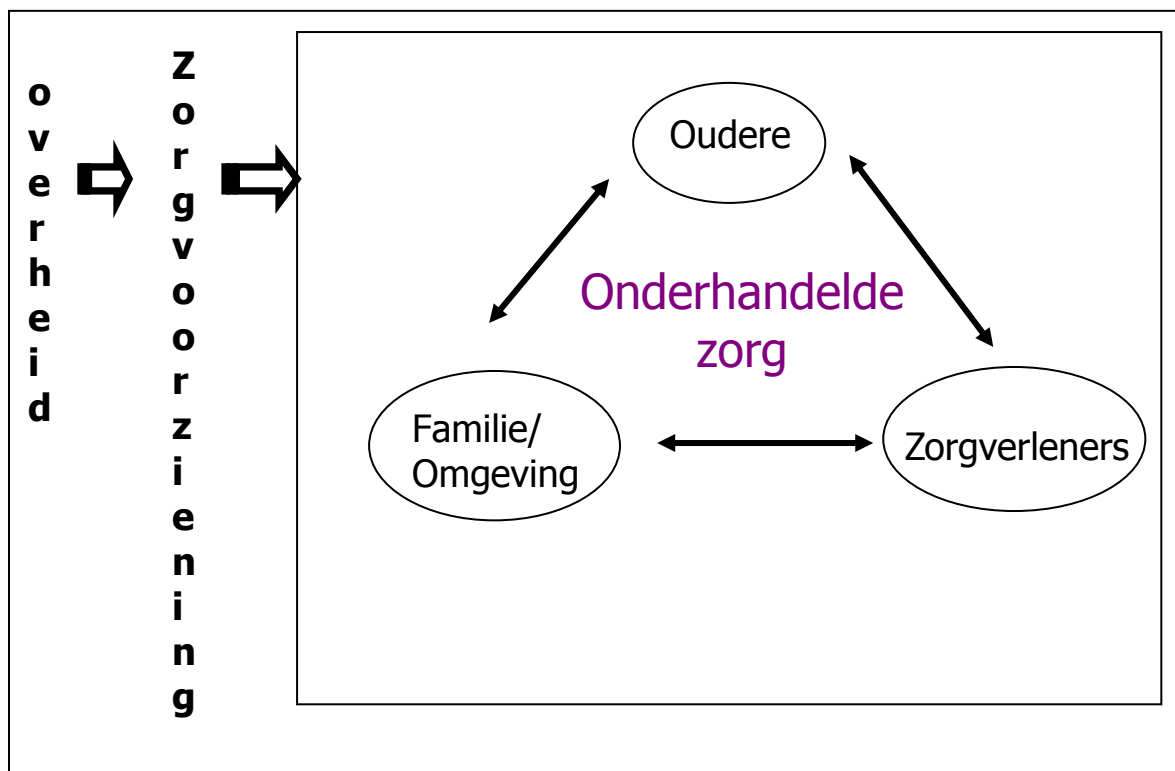 overheid
Zorgvoorziening
Oudere
Onderhandelde
zorg
Familie/
Omgeving
Zorgverleners